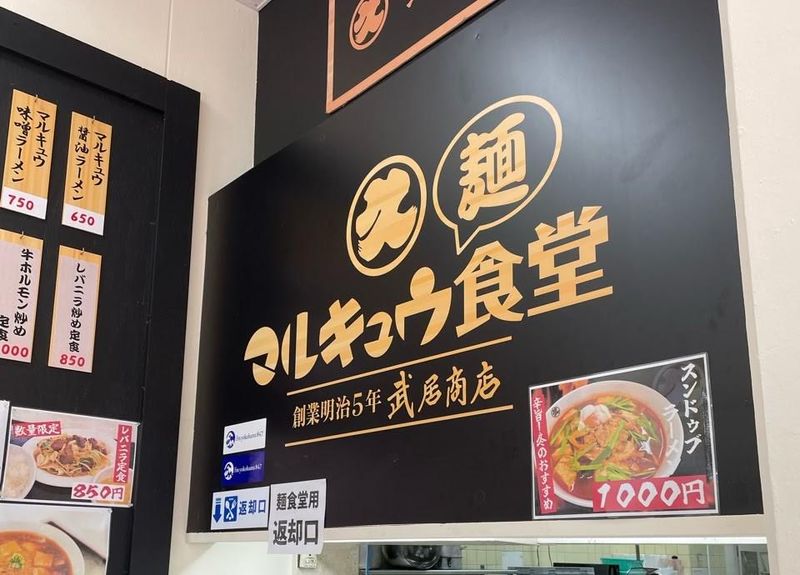 マルキュウ
味噌ラーメン
750
マルキュウ
醤油ラーメン
650
牛ホルモン炒め
定食
000
レバニラ炒め定食
850
数量限定
レバニラ定食
850円
久
麺
マルキュウ食堂
創業明治5年 武居商店
返却口
麺食堂用
返却口
スンドゥブ
ラーメン
辛旨!冬のおすすめ
1000円